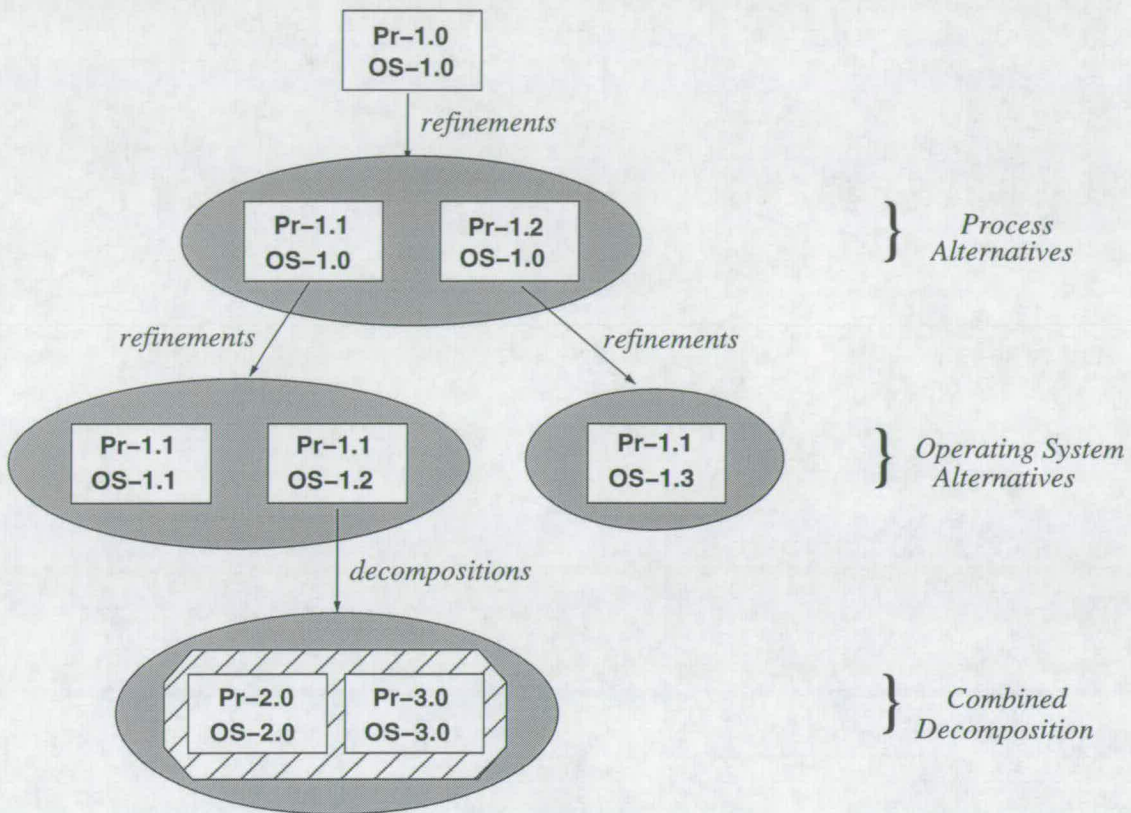 Pr–1.0
OS–1.0
refinements
Pr–1.1
OS–1.0
Pr–1.2
OS–1.0
} Process
Alternatives
refinements
refinements
Pr–1.1
OS–1.1
Pr–1.1
OS–1.2
Pr–1.1
OS–1.3
} Operating System
Alternatives
decompositions
Pr–2.0
OS–2.0
Pr–3.0
OS–3.0
} Combined
Decomposition